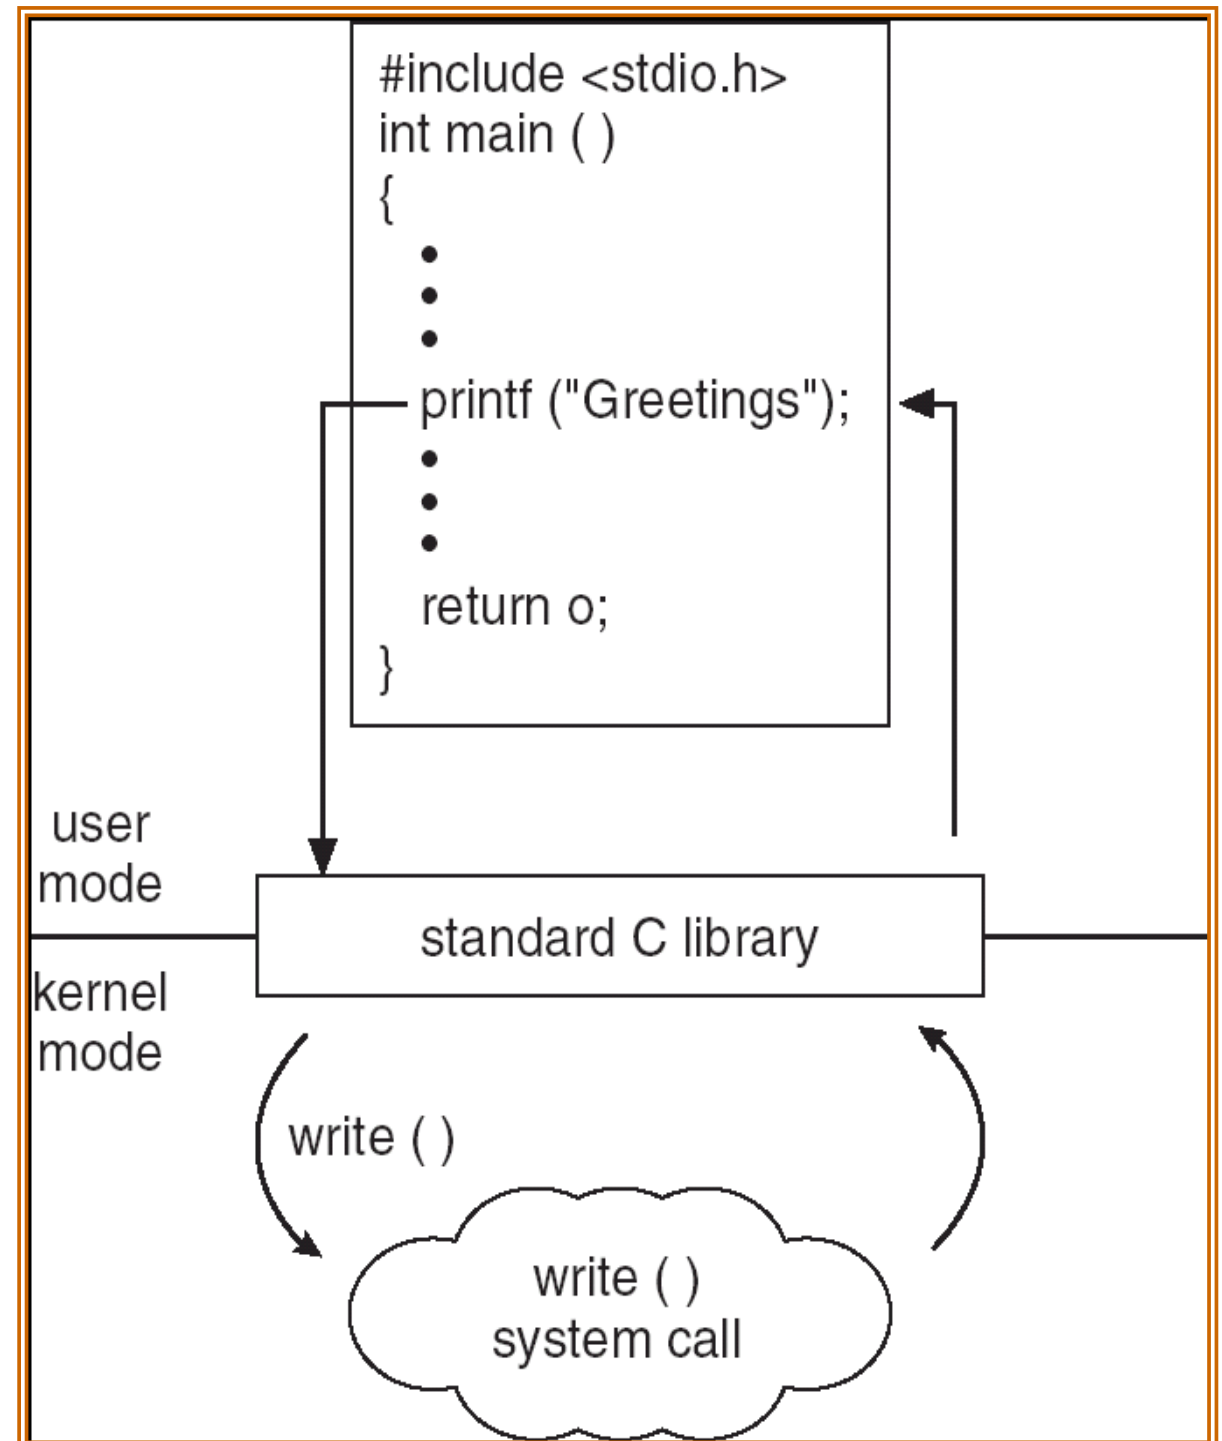 #include <stdio.h>
int main ( )
{
•
•
•
printf ("Greetings");
•
•
•
return o;
}
user
mode
standard C library
kernel
mode
write ( )
write ( )
system call